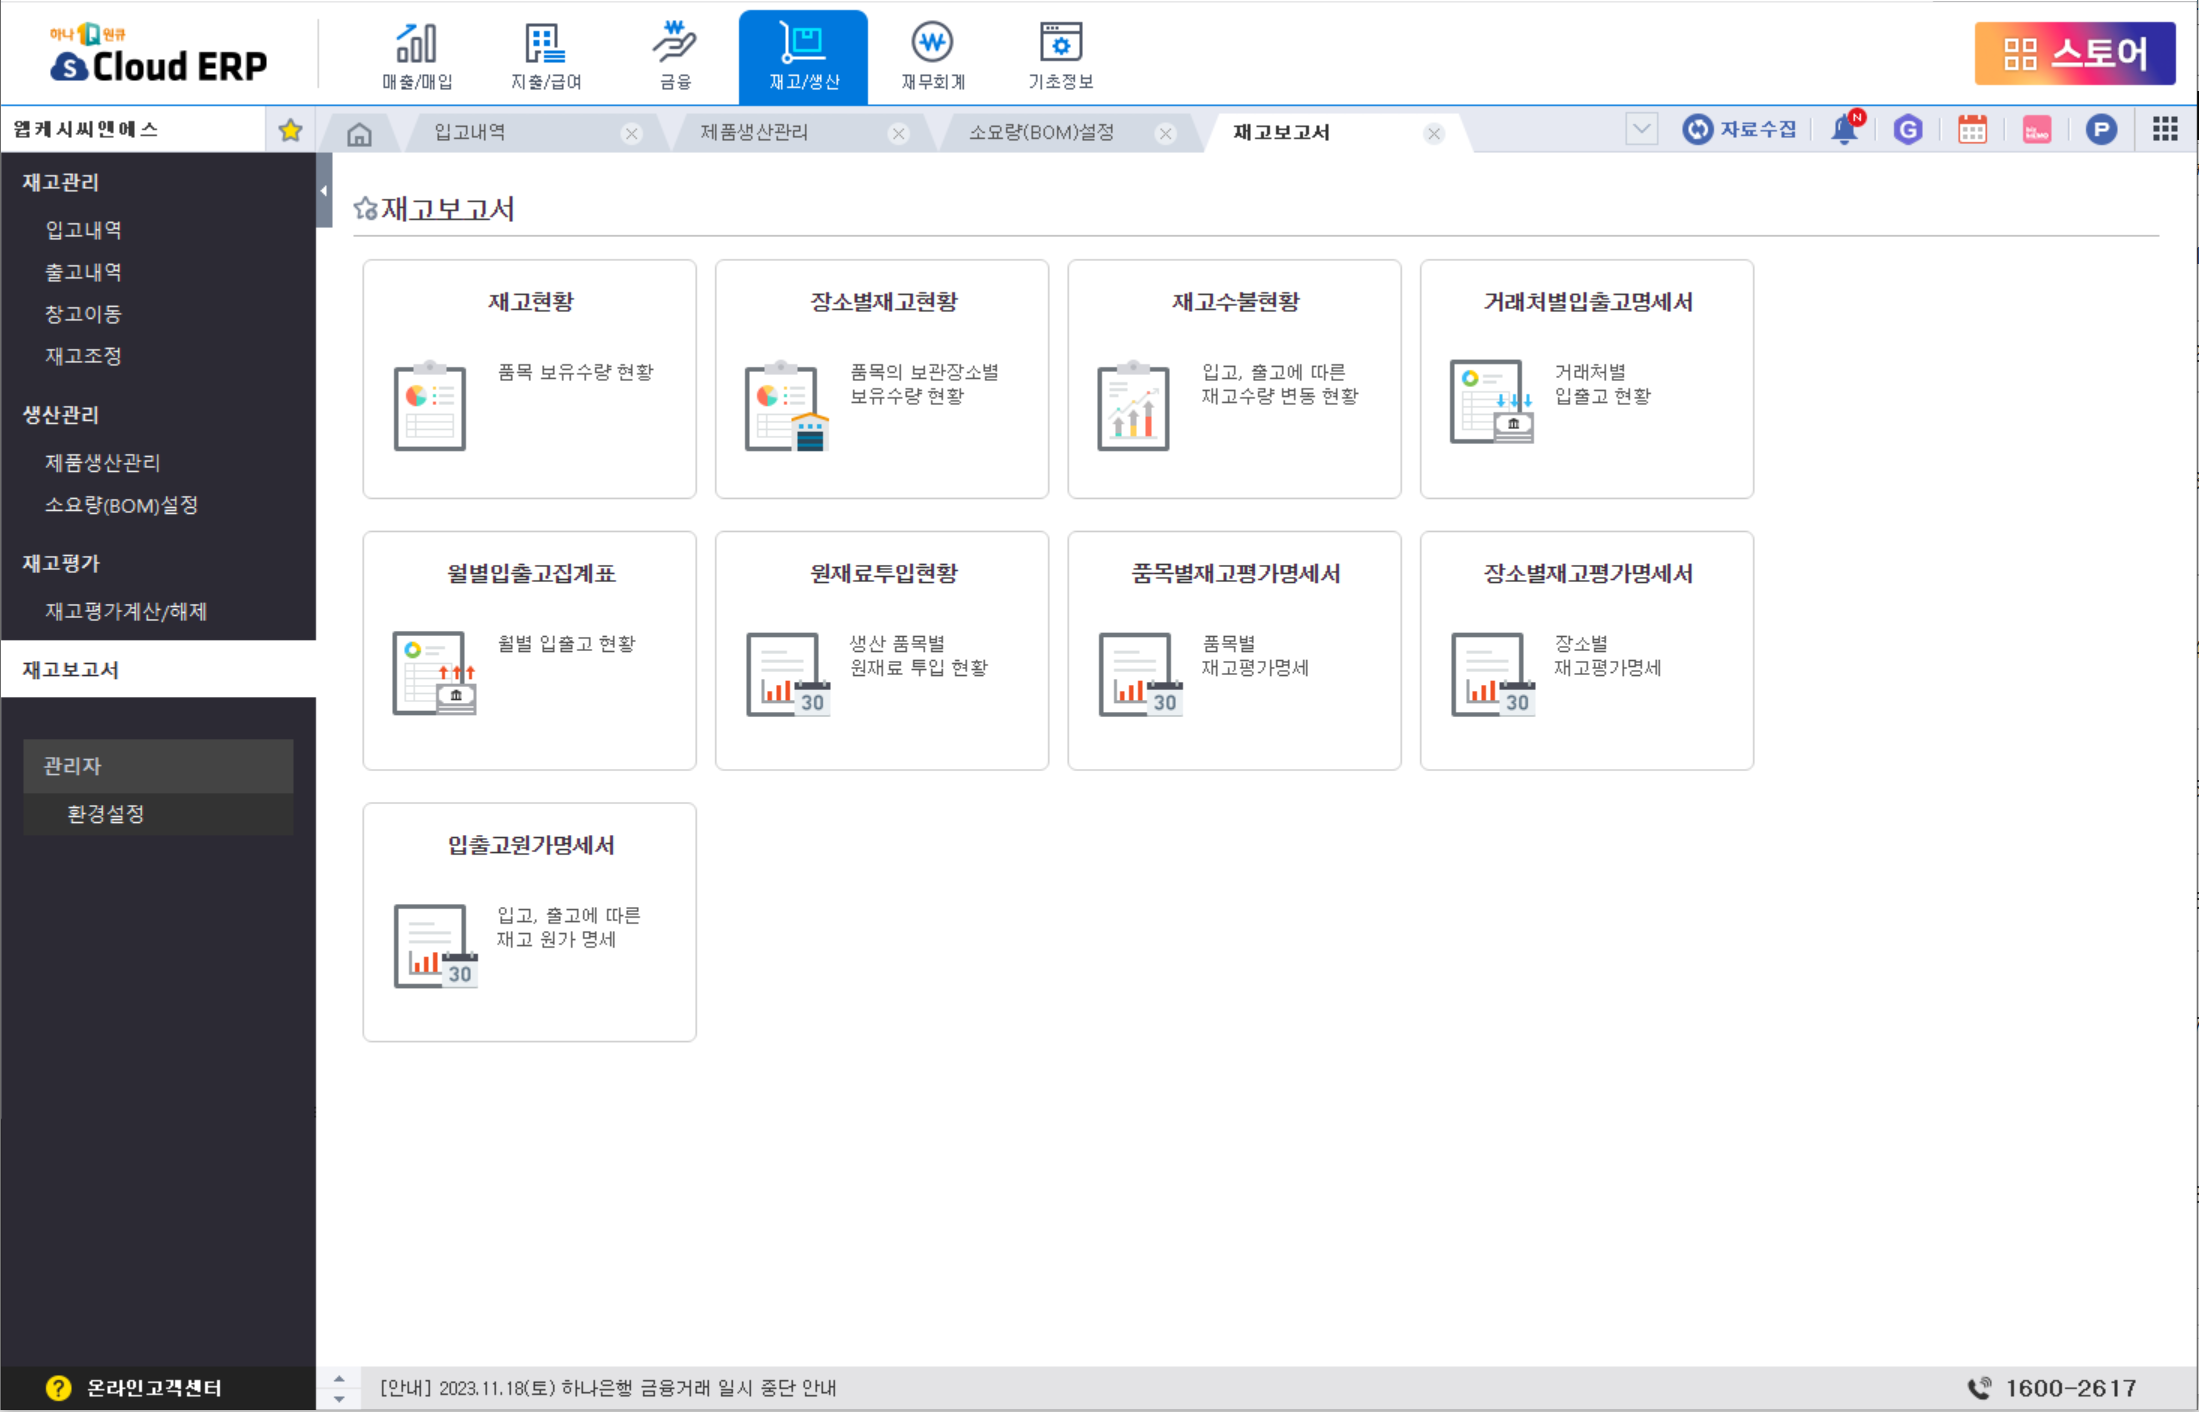 하나 1Q 원큐
S Cloud ERP
매출/매입
지출/급여
금융
재고/생산
재무회계
기초정보
스토어
웹케시씨앤에스
입고내역
제품생산관리
소요량(BOM)설정
재고보고서
자료수집
N
G
P
재고관리
입고내역
출고내역
창고이동
재고조정
생산관리
제품생산관리
소요량(BOM)설정
재고평가
재고평가계산/해제
재고보고서
관리자
환경설정
재고보고서
재고현황
품목 보유수량 현황
장소별재고현황
품목의 보관장소별
보유수량 현황
재고수불현황
입고, 출고에 따른
재고수량 변동 현황
거래처별입출고명세서
거래처별
입출고 현황
월별입출고집계표
월별 입출고 현황
원재료투입현황
생산 품목별
원재료 투입 현황
30
품목별재고평가명세서
품목별
재고평가명세
30
장소별재고평가명세서
장소별
재고평가명세
30
입출고원가명세서
입고, 출고에 따른
재고 원가 명세
30
? 온라인고객센터
[안내] 2023.11.18(토) 하나은행 금융거래 일시 중단 안내
1600-2617